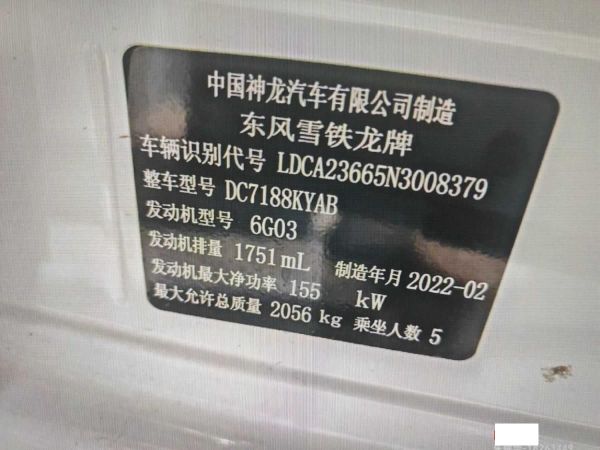 中国神龙汽车有限公司制造
东风雪铁龙牌
车辆识别代号 LDCA23665N3008379
整车型号 DC7188KYAB
发动机型号 6G03
发动机排量 1751mL 制造年月 2022-02
发动机最大净功率 155 kW
最大允许总质量 2056 kg 乘坐人数 5